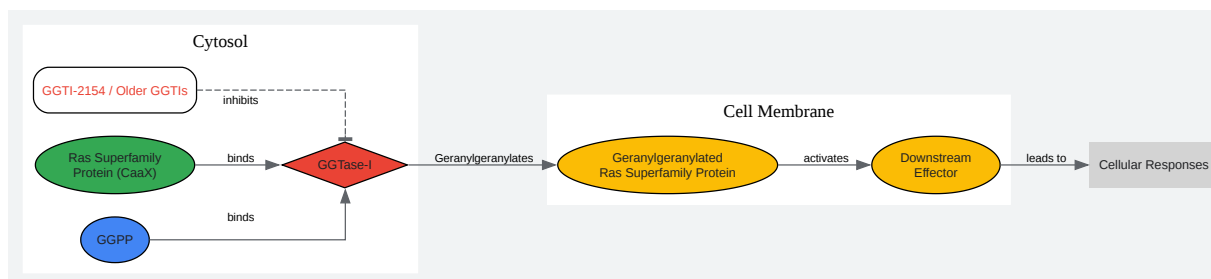 Cytosol
GGTI-2154 / Older GGTIs
inhibits
Ras Superfamily
Protein (CaaX)
binds
GGTase-I
GGPP
binds
Geranylgeranylates
Cell Membrane
Geranylgeranylated
Ras Superfamily Protein
activates
Downstream
Effector
leads to
Cellular Responses